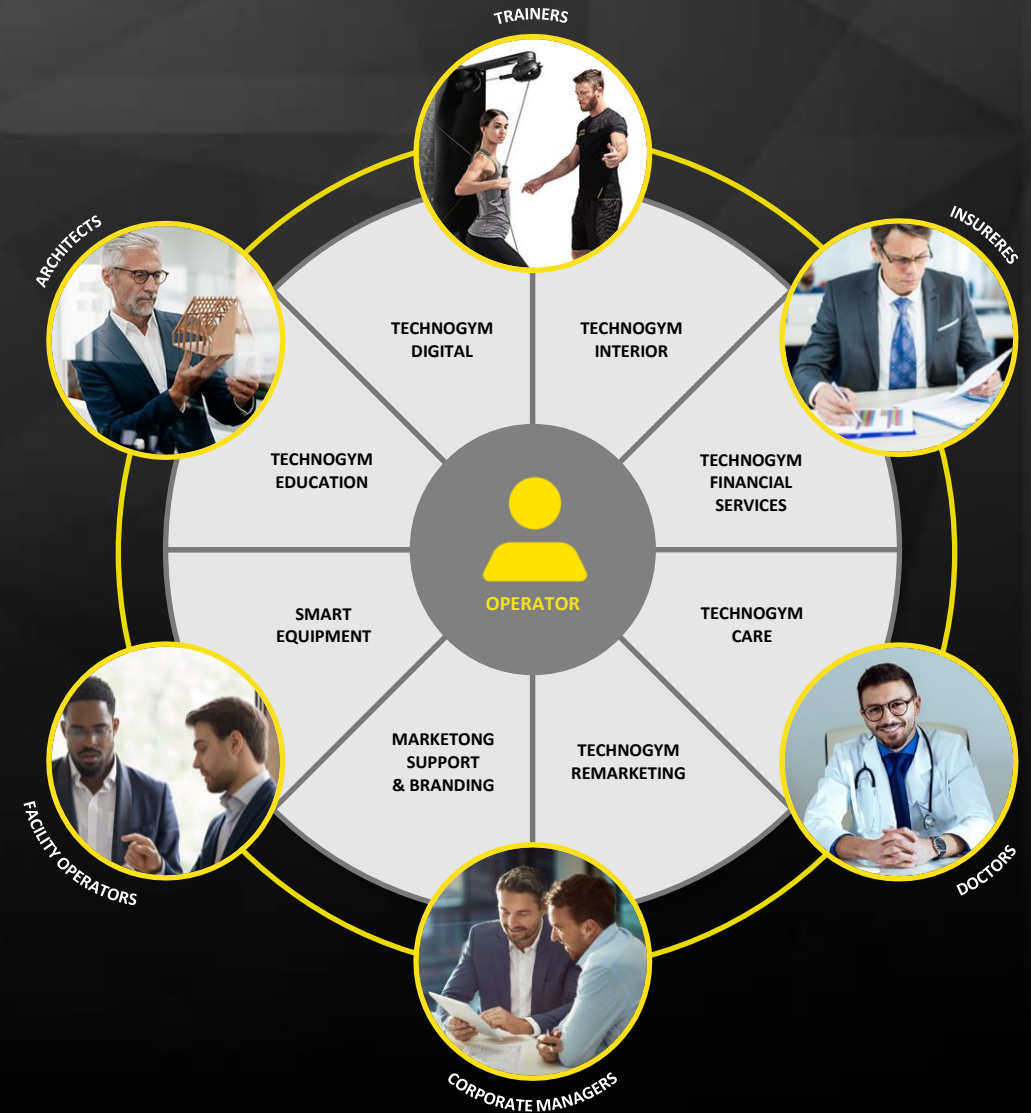 TRAINERS
ARCHITECTS
INSURERES
TECHNOGYM
DIGITAL
TECHNOGYM
INTERIOR
TECHNOGYM
EDUCATION
TECHNOGYM
FINANCIAL
SERVICES
OPERATOR
SMART
EQUIPMENT
TECHNOGYM
CARE
MARKETONG
SUPPORT
& BRANDING
TECHNOGYM
REMARKETING
FACILITY OPERATORS
DOCTORS
CORPORATE MANAGERS